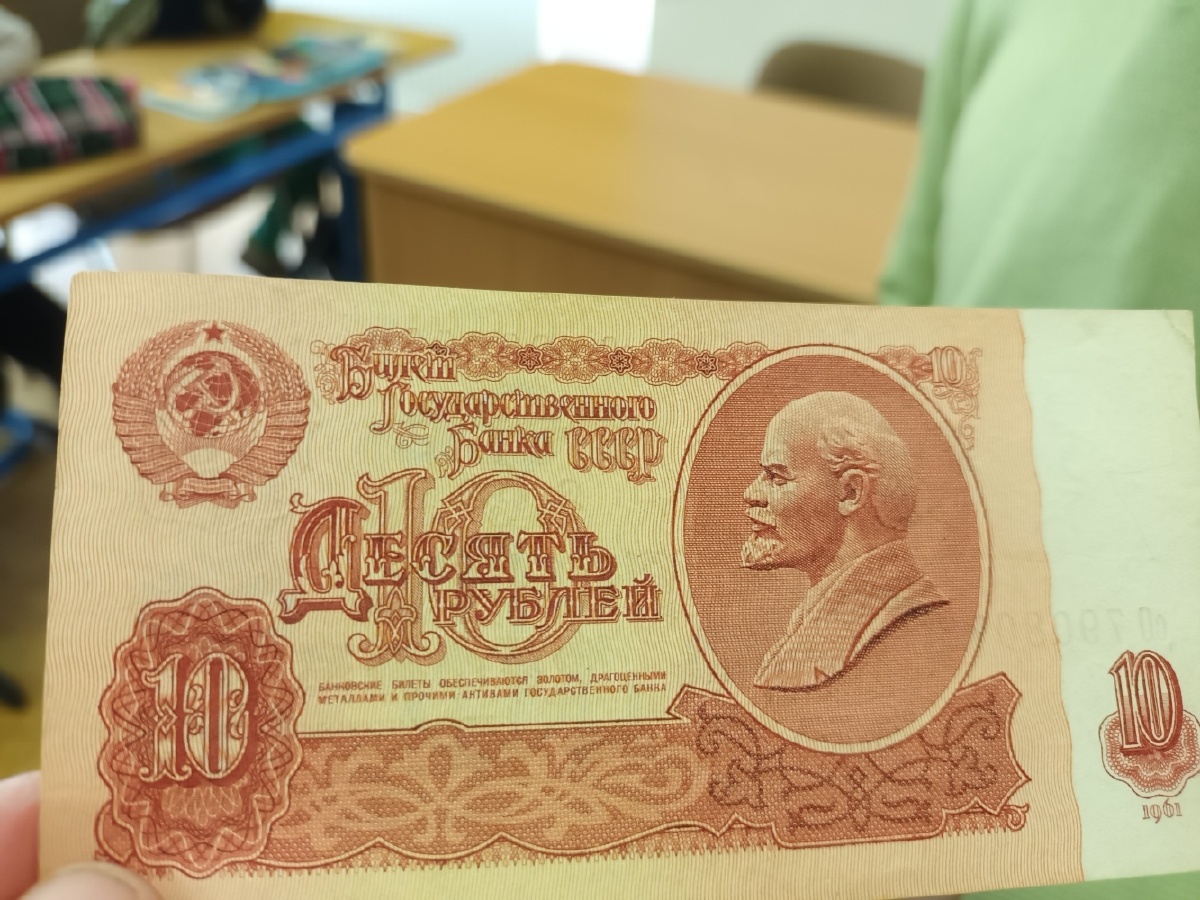 Билет
Государственного
Банка СССР
10
10
Десять
рублей
БАНКОВСКИЕ БИЛЕТЫ ОБЕСПЕЧИВАЮТСЯ ЗОЛОТОМ, ДРАГОЦЕННЫМИ
МЕТАЛЛАМИ И ПРОЧИМИ АКТИВАМИ ГОСУДАРСТВЕННОГО БАНКА
10
10
1961